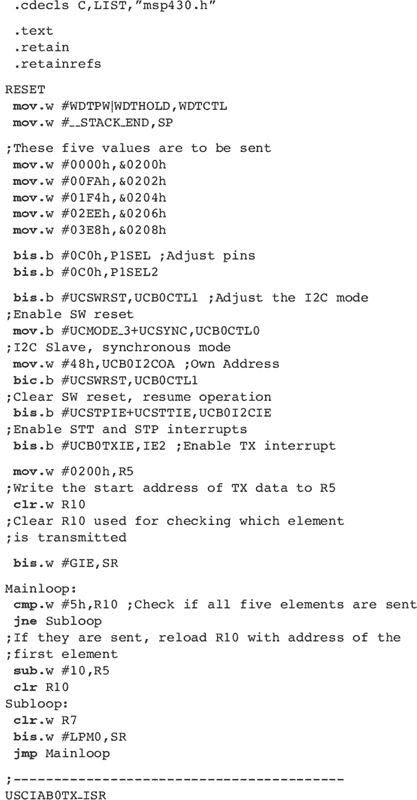 .cdecls C,LIST,”msp430.h”
.text
.retain
.retainrefs
RESET
mov.w #WDTPW|WDTHOLD,WDTCTL
mov.w #__STACK_END,SP
;These five values are to be sent
mov.w #0000h,&0200h
mov.w #00FAh,&0202h
mov.w #01F4h,&0204h
mov.w #02EEh,&0206h
mov.w #03E8h,&0208h
bis.b #0C0h,P1SEL ;Adjust pins
bis.b #0C0h,P1SEL2
bis.b #UCSWRST,UCB0CTL1 ;Adjust the I2C mode
;Enable SW reset
mov.b #UCMODE_3+UCSYNC,UCB0CTL0
;I2C Slave, synchronous mode
mov.w #48h,UCB0I2COA ;Own Address
bic.b #UCSWRST,UCB0CTL1
;Clear SW reset, resume operation
bis.b #UCSTPIE+UCSTTIE,UCB0I2CIE
;Enable STT and STP interrupts
bis.b #UCB0TXIE,IE2 ;Enable TX interrupt
mov.w #0200h,R5
;Write the start address of TX data to R5
clr.w R10
;Clear R10 used for checking which element
;is transmitted
bis.w #GIE,SR
Mainloop:
cmp.w #5h,R10 ;Check if all five elements are sent
jne Subloop
;If they are sent, reload R10 with address of the
;first element
sub.w #10,R5
clr R10
Subloop:
clr.w R7
bis.w #LPM0,SR
jmp Mainloop
;----------------------------------------
USCIAB0TX_ISR